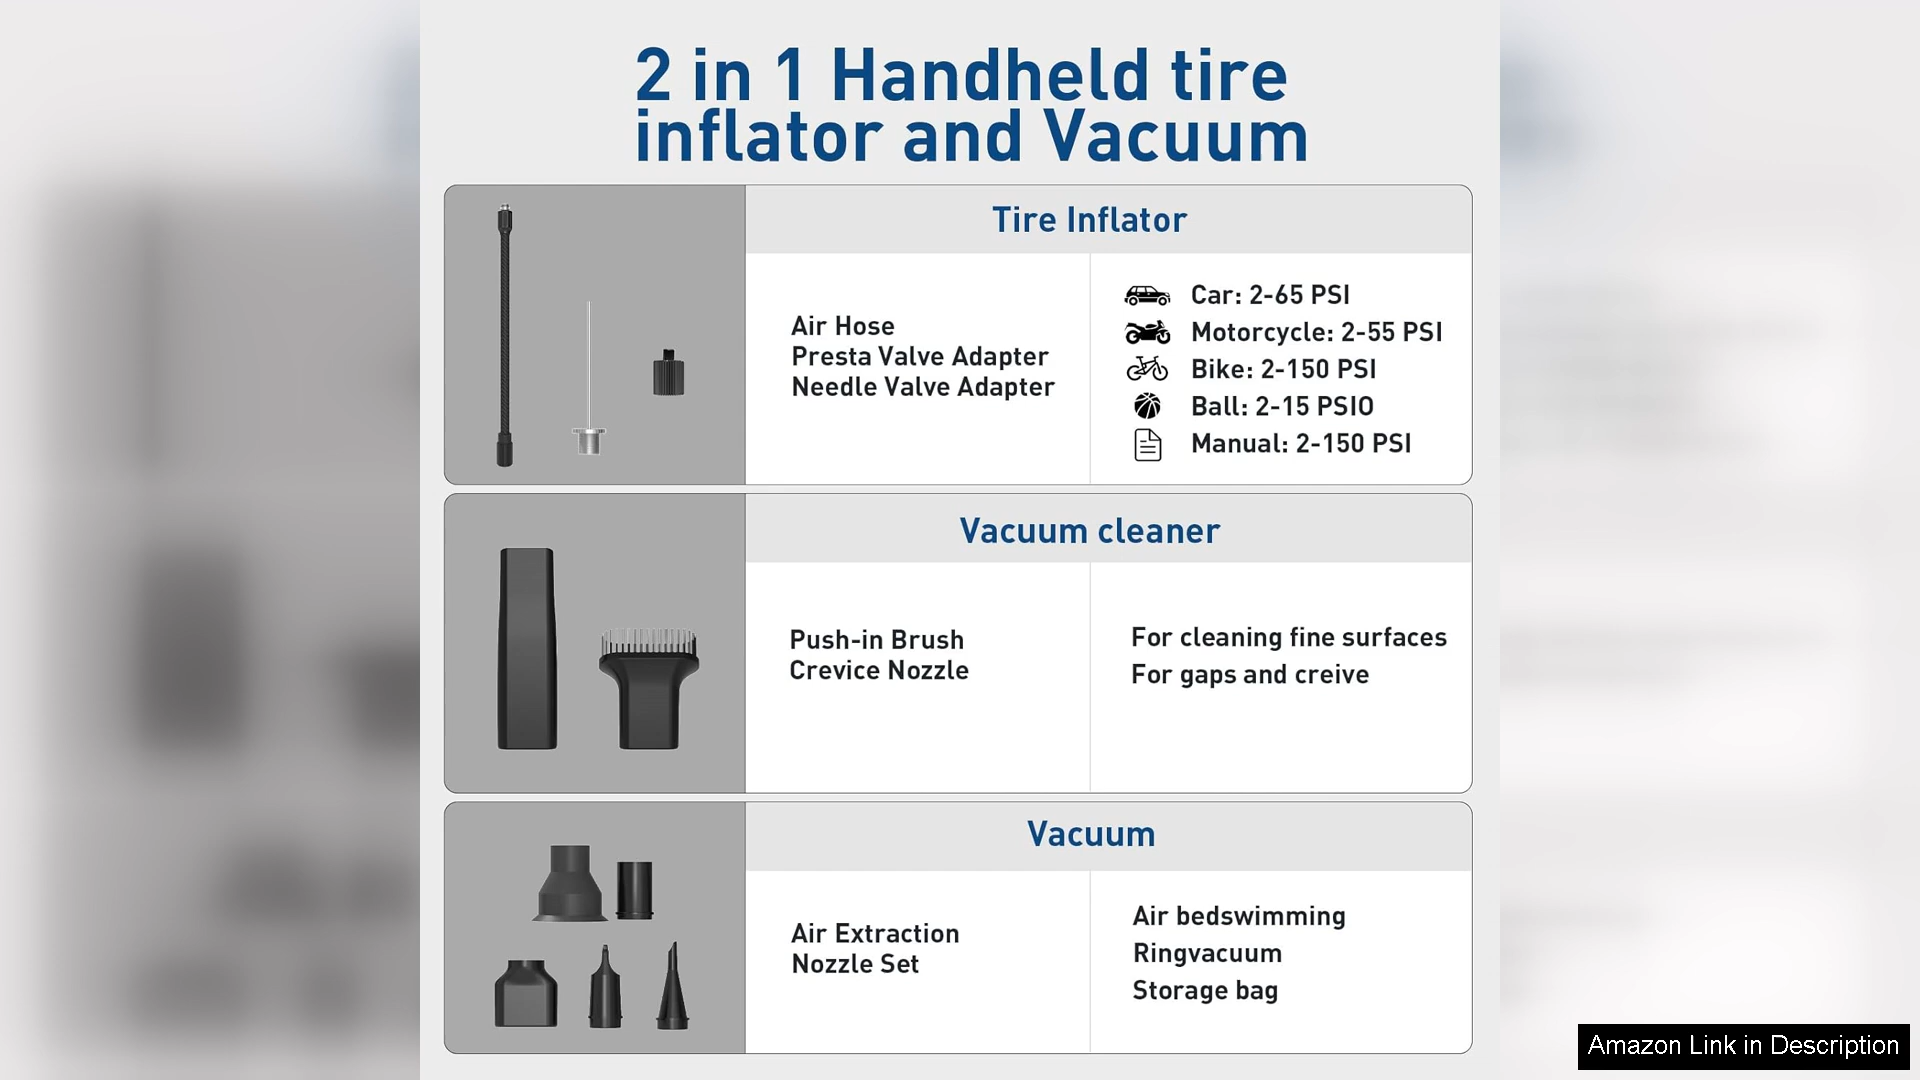 2 in 1 Handheld tire
inflator and Vacuum
Tire Inflator
Air Hose
Presta Valve Adapter
Needle Valve Adapter
Car: 2-65 PSI
Motorcycle: 2-55 PSI
Bike: 2-150 PSI
Ball: 2-15 PSIO
Manual: 2-150 PSI
Vacuum cleaner
Push-in Brush
Crevice Nozzle
For cleaning fine surfaces
For gaps and creive
Vacuum
Air Extraction
Nozzle Set
Air bedswimming
Ringvacuum
Storage bag
Amazon Link in Description